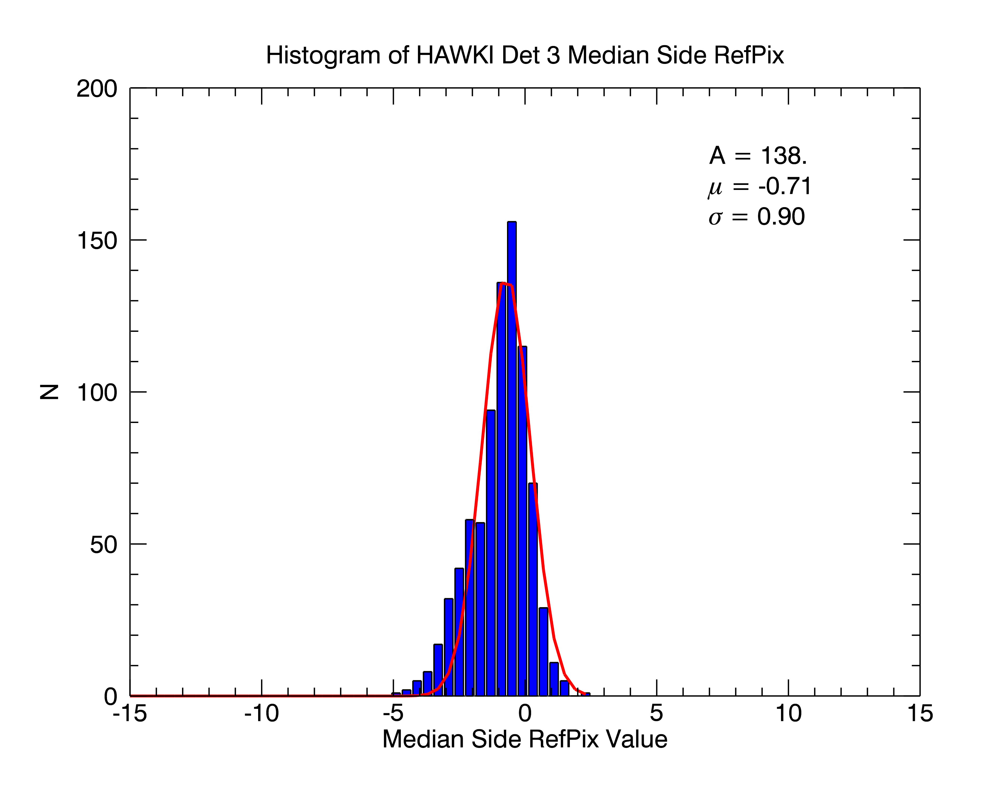 Histogram of HAWKI Det 3 Median Side RefPix
200
150
100
50
0
N
A = 138.
μ = -0.71
σ = 0.90
-15 -10 -5 0 5 10 15
Median Side RefPix Value